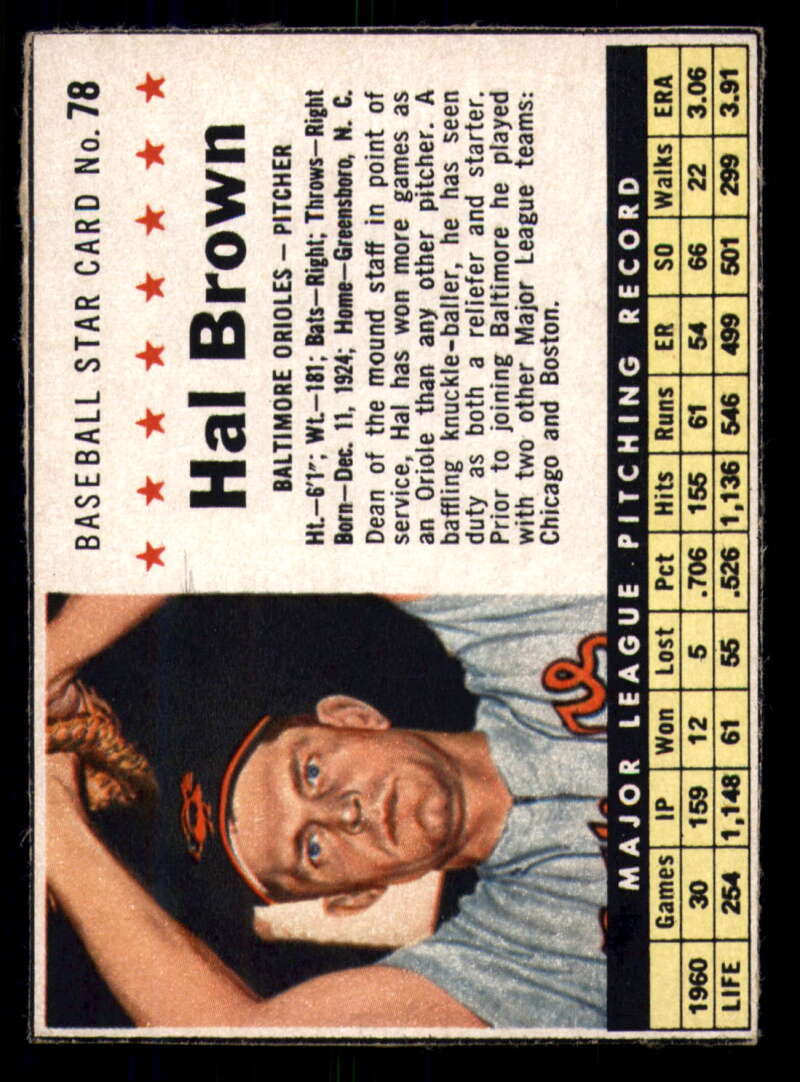 BASEBALL STAR CARD No. 78
Hal Brown
BALTIMORE ORIOLES – PITCHER
Ht.—6'1"; Wt.—181; Bats—Right; Throws—Right
Born—Dec. 11, 1924; Home—Greensboro, N. C.
Dean of the mound staff in point of
service, Hal has won more games as
an Oriole than any other pitcher. A
baffling knuckle-baller, he has seen
duty as both a reliefer and starter.
Prior to joining Baltimore he played
with two other Major League teams:
Chicago and Boston.
MAJOR LEAGUE PITCHING RECORD
Games IP Won Lost Pct Hits Runs ER SO Walks ERA
1960 30 159 12 5 .706 155 61 54 66 22 3.06
LIFE 254 1,148 61 55 .526 1,136 546 499 501 299 3.91